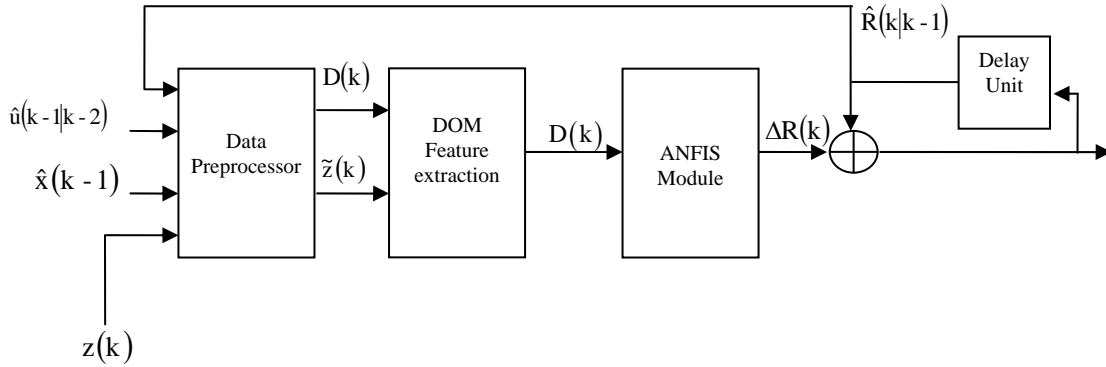 R̂(k|k-1)
Delay
Unit
D(k)
û(k-1|k-2)
Data
Preprocessor
DOM
Feature
extraction
D(k)
ANFIS
Module
ΔR(k)
z̃(k)
x̂(k-1)
z(k)